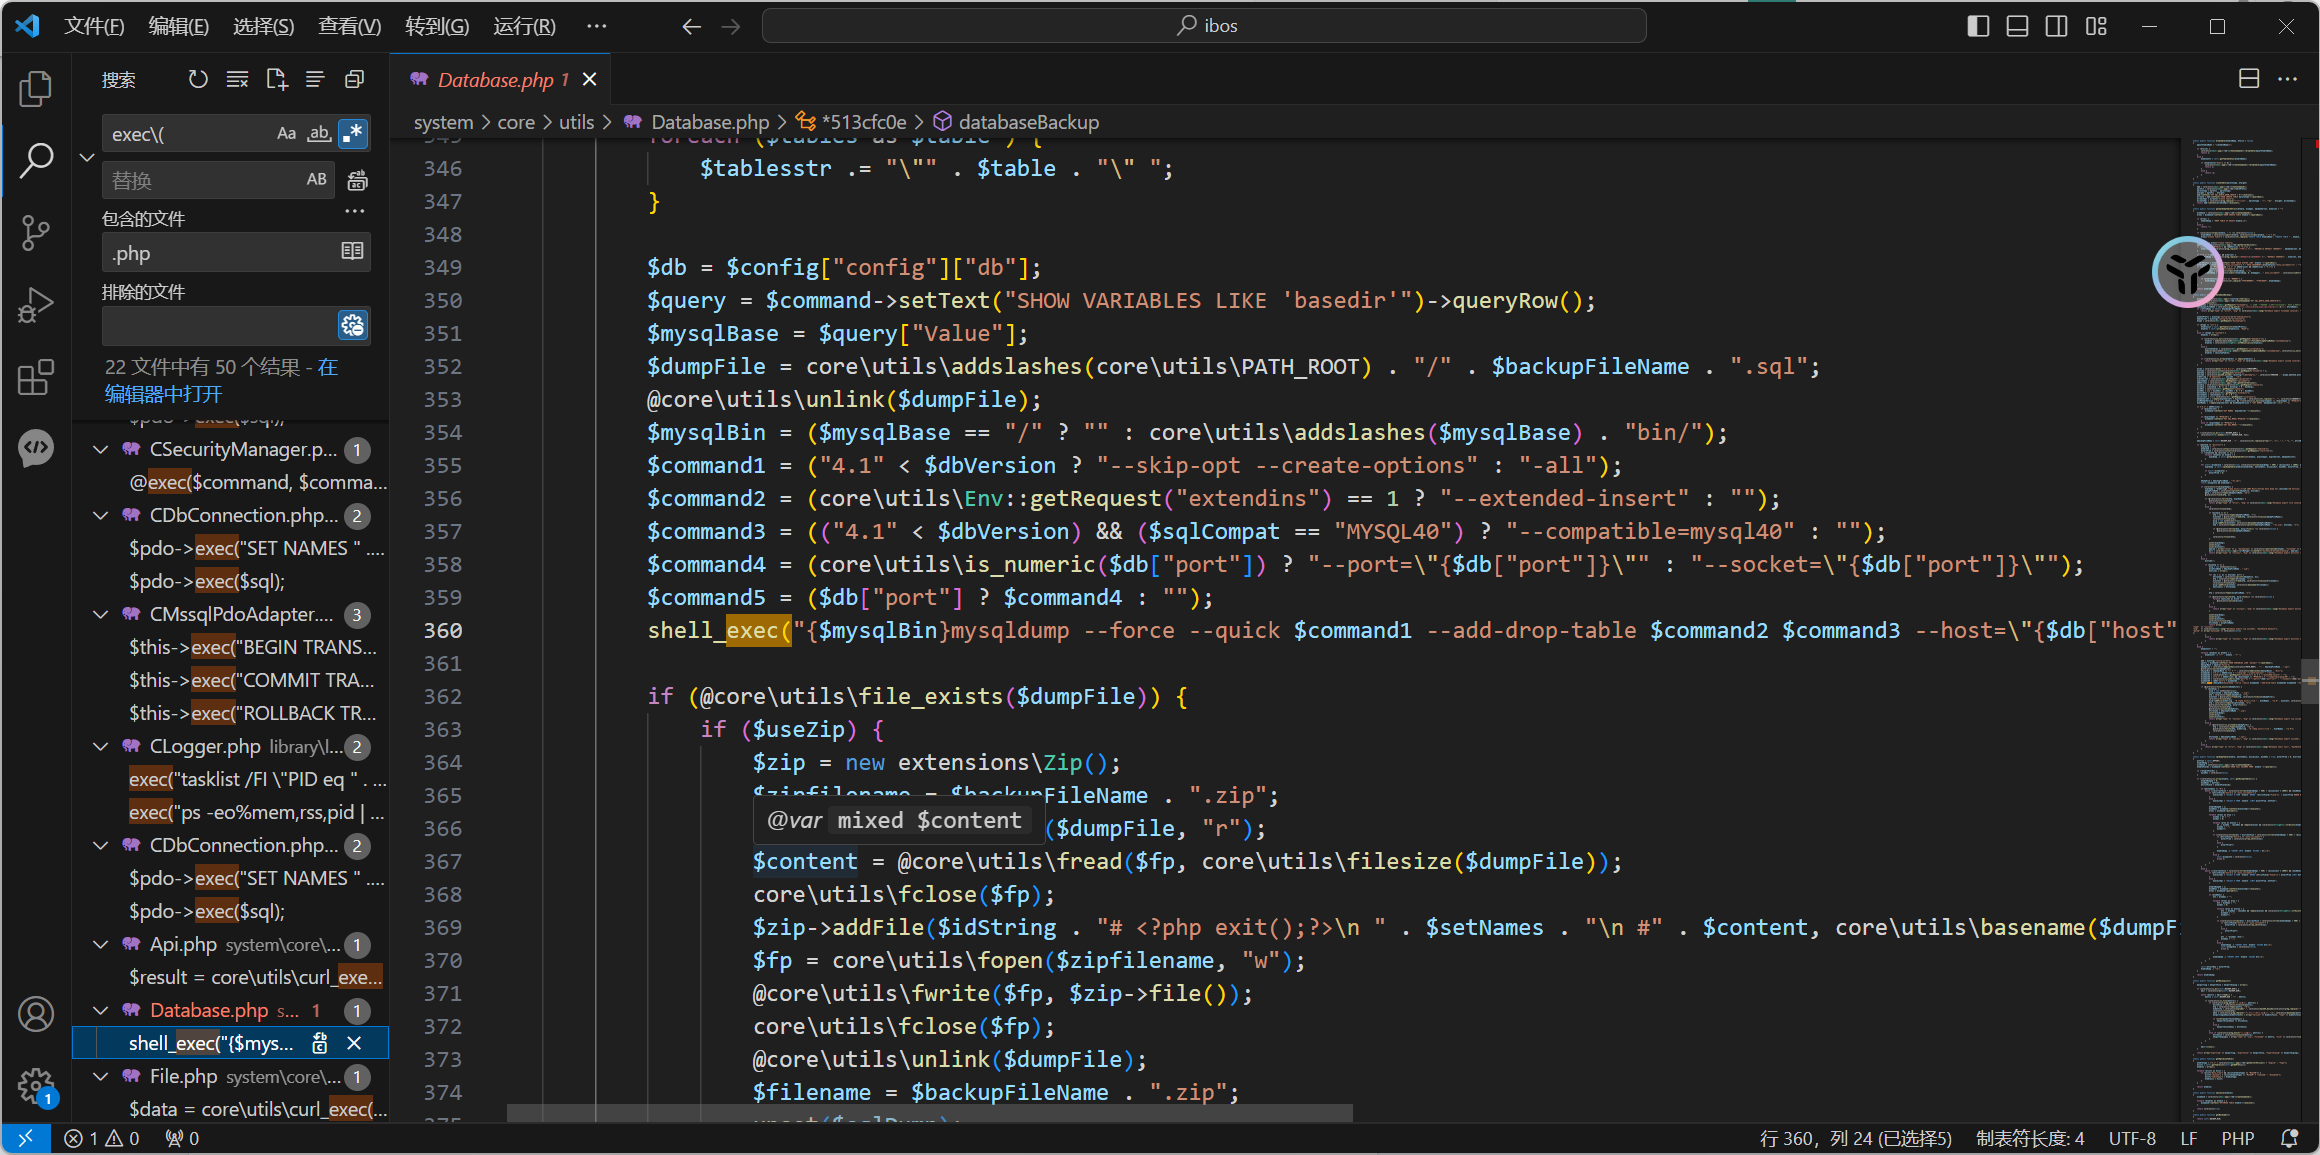 文件(F) 编辑(E) 选择(S) 查看(V) 转到(G) 运行(R) ···
ibos
搜索
exec\(
Aa ab
替换
AB
包含的文件
.php
排除的文件
22 文件中有 50 个结果 - 在
编辑器中打开
$pdo->exec($sql);
CSecurityManager.p... 1
@exec($command, $comma...
CDbConnection.php... 2
$pdo->exec("SET NAMES " ....
$pdo->exec($sql);
CMssqlPdoAdapter.... 3
$this->exec("BEGIN TRANS...
$this->exec("COMMIT TRA...
$this->exec("ROLLBACK TR...
CLogger.php library\l... 2
exec("tasklist /FI \"PID eq " . ...
exec("ps -eo%mem,rss,pid | ...
CDbConnection.php... 2
$pdo->exec("SET NAMES " ....
$pdo->exec($sql);
Api.php system\core\... 1
$result = core\utils\curl_exe...
Database.php s... 1 1
shell_exec("{$mys...
File.php system\core\... 1
$data = core\utils\curl_exec(...
Database.php 1
system > core > utils > Database.php > *513cfc0e > databaseBackup
345 foreach ($tables as $table ) {
346 $tablesstr .= "\"" . $table . "\" ";
347 }
348
349 $db = $config["config"]["db"];
350 $query = $command->setText("SHOW VARIABLES LIKE 'basedir'")->queryRow();
351 $mysqlBase = $query["Value"];
352 $dumpFile = core\utils\addslashes(core\utils\PATH_ROOT) . "/" . $backupFileName . ".sql";
353 @core\utils\unlink($dumpFile);
354 $mysqlBin = ($mysqlBase == "/" ? "" : core\utils\addslashes($mysqlBase) . "bin/");
355 $command1 = ("4.1" < $dbVersion ? "--skip-opt --create-options" : "-all");
356 $command2 = (core\utils\Env::getRequest("extendins") == 1 ? "--extended-insert" : "");
357 $command3 = (("4.1" < $dbVersion) && ($sqlCompat == "MYSQL40") ? "--compatible=mysql40" : "");
358 $command4 = (core\utils\is_numeric($db["port"]) ? "--port=\"{$db["port"]}\"" : "--socket=\"{$db["port"]}\"");
359 $command5 = ($db["port"] ? $command4 : "");
360 shell_exec("{$mysqlBin}mysqldump --force --quick $command1 --add-drop-table $command2 $command3 --host=\"{$db["host"
361
362 if (@core\utils\file_exists($dumpFile)) {
363 if ($useZip) {
364 $zip = new extensions\Zip();
365 $zipfilename = $backupFileName . ".zip";
@var mixed $content
366 ($dumpFile, "r");
367 $content = @core\utils\fread($fp, core\utils\filesize($dumpFile));
368 core\utils\fclose($fp);
369 $zip->addFile($idString . "# <?php exit();?>\n " . $setNames . "\n #" . $content, core\utils\basename($dumpF
370 $fp = core\utils\fopen($zipfilename, "w");
371 @core\utils\fwrite($fp, $zip->file());
372 core\utils\fclose($fp);
373 @core\utils\unlink($dumpFile);
374 $filename = $backupFileName . ".zip";
375 unset($sqlDump);
1
1 0 0
行 360，列 24 (已选择5) 制表符长度: 4 UTF-8 LF PHP